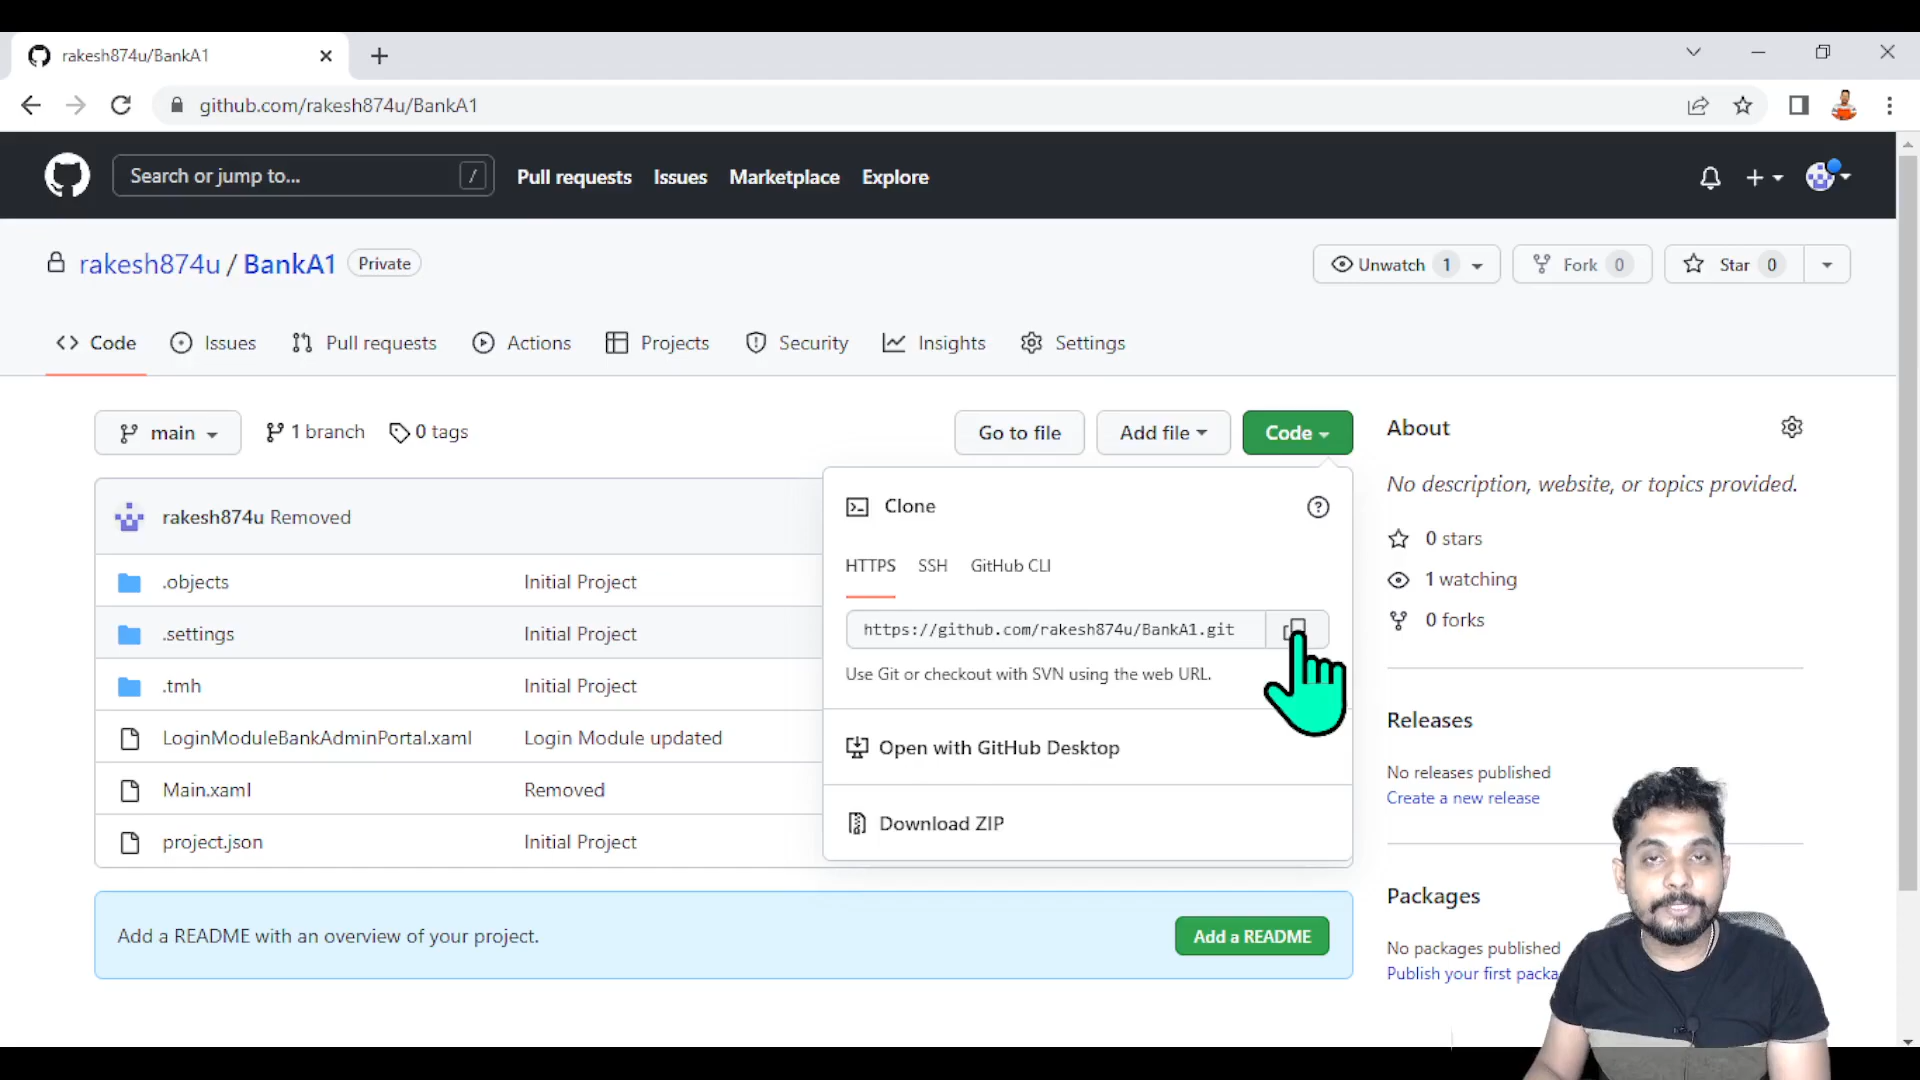 rakesh874u/BankA1
github.com/rakesh874u/BankA1
Search or jump to... /
Pull requests Issues Marketplace Explore
rakesh874u / BankA1 Private
Unwatch 1 Fork 0 Star 0
Code Issues Pull requests Actions Projects Security Insights Settings
main 1 branch 0 tags
Go to file Add file Code
rakesh874u Removed
.objects Initial Project
.settings Initial Project
.tmh Initial Project
LoginModuleBankAdminPortal.xaml Login Module updated
Main.xaml Removed
project.json Initial Project
Clone
HTTPS SSH GitHub CLI
https://github.com/rakesh874u/BankA1.git
Use Git or checkout with SVN using the web URL.
Open with GitHub Desktop
Download ZIP
Add a README with an overview of your project.
Add a README
About
No description, website, or topics provided.
0 stars
1 watching
0 forks
Releases
No releases published
Create a new release
Packages
No packages published
Publish your first packa